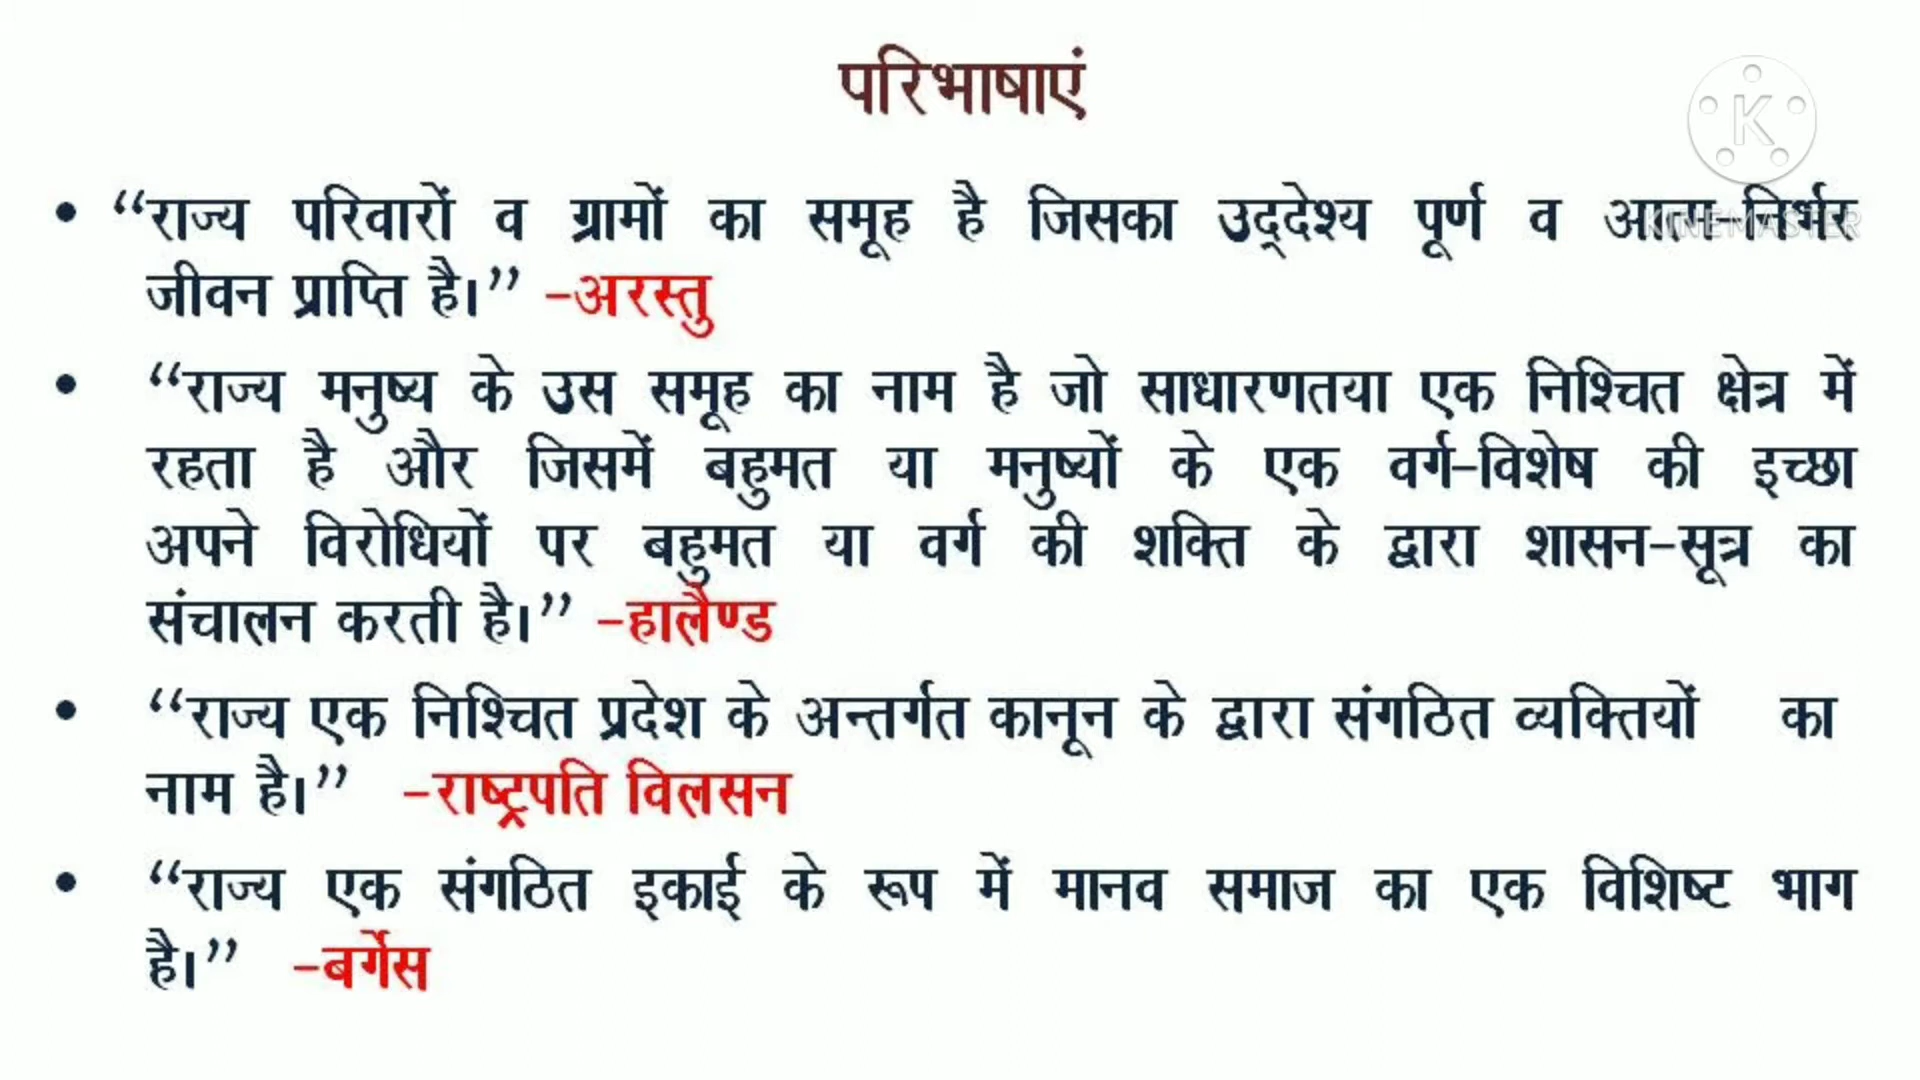 परिभाषाएं
K
KINEMASTER
• “राज्य परिवारों व ग्रामों का समूह है जिसका उद्देश्य पूर्ण व आत्म-निर्भर
जीवन प्राप्ति है।” -अरस्तु
• “राज्य मनुष्य के उस समूह का नाम है जो साधारणतया एक निश्चित क्षेत्र में
रहता है और जिसमें बहुमत या मनुष्यों के एक वर्ग-विशेष की इच्छा
अपने विरोधियों पर बहुमत या वर्ग की शक्ति के द्वारा शासन-सूत्र का
संचालन करती है।” -हालैण्ड
• “राज्य एक निश्चित प्रदेश के अन्तर्गत कानून के द्वारा संगठित व्यक्तियों का
नाम है।” -राष्ट्रपति विलसन
• “राज्य एक संगठित इकाई के रूप में मानव समाज का एक विशिष्ट भाग
है।” -बर्गेस